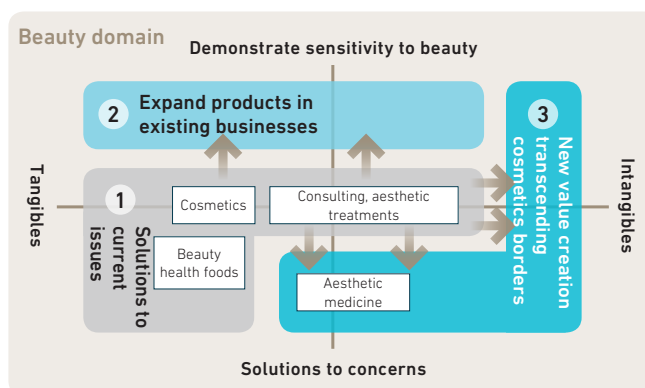 Beauty domain
Demonstrate sensitivity to beauty
2
Expand products in
existing businesses
3
New value creation
transcending
cosmetics borders
Tangibles
Intangibles
1
Solutions to
current
issues
Cosmetics
Consulting, aesthetic
treatments
Beauty
health foods
Aesthetic
medicine
Solutions to concerns